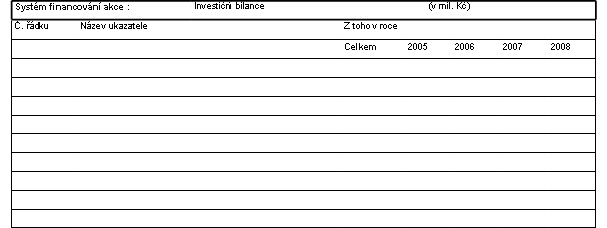 Systém financování akce : Investiční bilance (v mil. Kč)
Č. řádku Název ukazatele Z toho v roce
Celkem 2005 2006 2007 2008